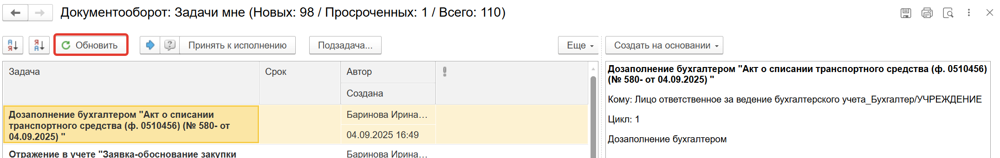 Документооборот: Задачи мне (Новых: 98 / Просроченных: 1 / Всего: 110)
А Я
Я А
Обновить
?
Принять к исполнению
Подзадача...
Еще
Создать на основании
Задача
Срок
Автор
Создана
Дозаполнение бухгалтером "Акт о списании
транспортного средства (ф. 0510456) (№ 580- от
04.09.2025) "
Баринова Ирина...
04.09.2025 16:49
Отражение в учете "Заявка-обоснование закупки
Баринова Ирина...
Дозаполнение бухгалтером "Акт о списании транспортного средства (ф. 0510456)
(№ 580- от 04.09.2025) "
Кому: Лицо ответственное за ведение бухгалтерского учета_Бухгалтер/УЧРЕЖДЕНИЕ
Цикл: 1
Дозаполнение бухгалтером